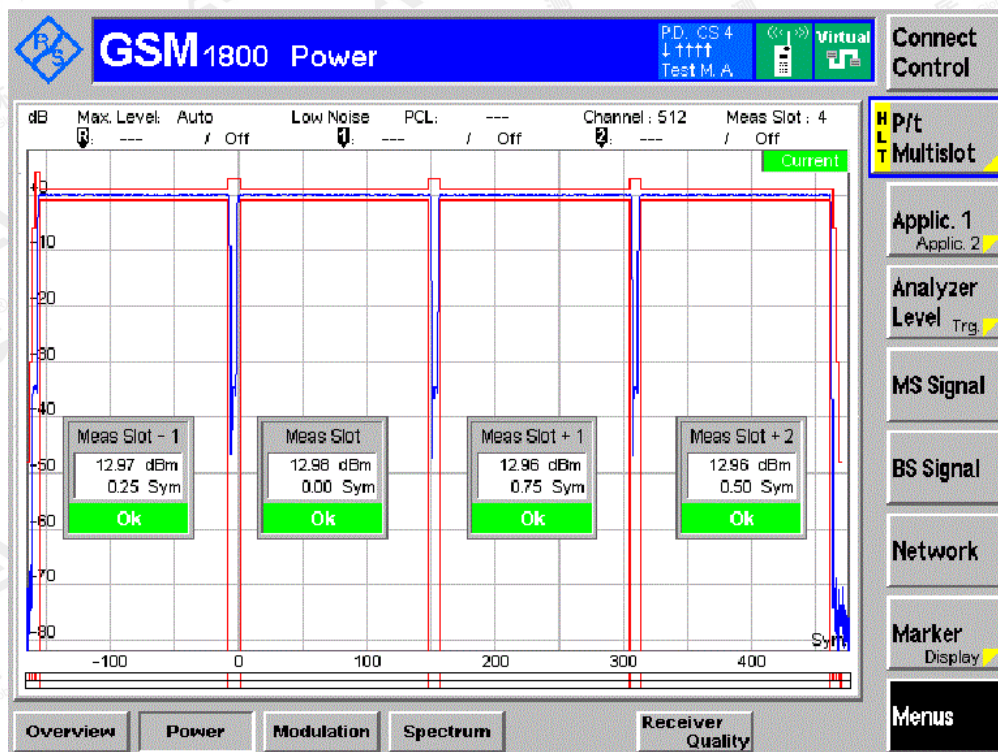 R S
GSM 1800 Power
P.D. CS 4
↓ ↑↑↑↑
Test M. A.
Virtual
Connect
Control
dB Max. Level: Auto Low Noise PCL: --- Channel : 512 Meas Slot : 4
R: --- / Off 1: --- / Off 2: --- / Off
H
L
T
P/t
Multislot
Current
+0
-10
-20
-30
-40
-50
-60
-70
-80
Meas Slot - 1
12.97 dBm
0.25 Sym
Ok
Meas Slot
12.98 dBm
0.00 Sym
Ok
Meas Slot + 1
12.96 dBm
0.75 Sym
Ok
Meas Slot + 2
12.96 dBm
0.50 Sym
Ok
Sym
-100 0 100 200 300 400
Applic. 1
Applic. 2
Analyzer
Level Trg.
MS Signal
BS Signal
Network
Marker
Display
Menus
Overview Power Modulation Spectrum Receiver
Quality